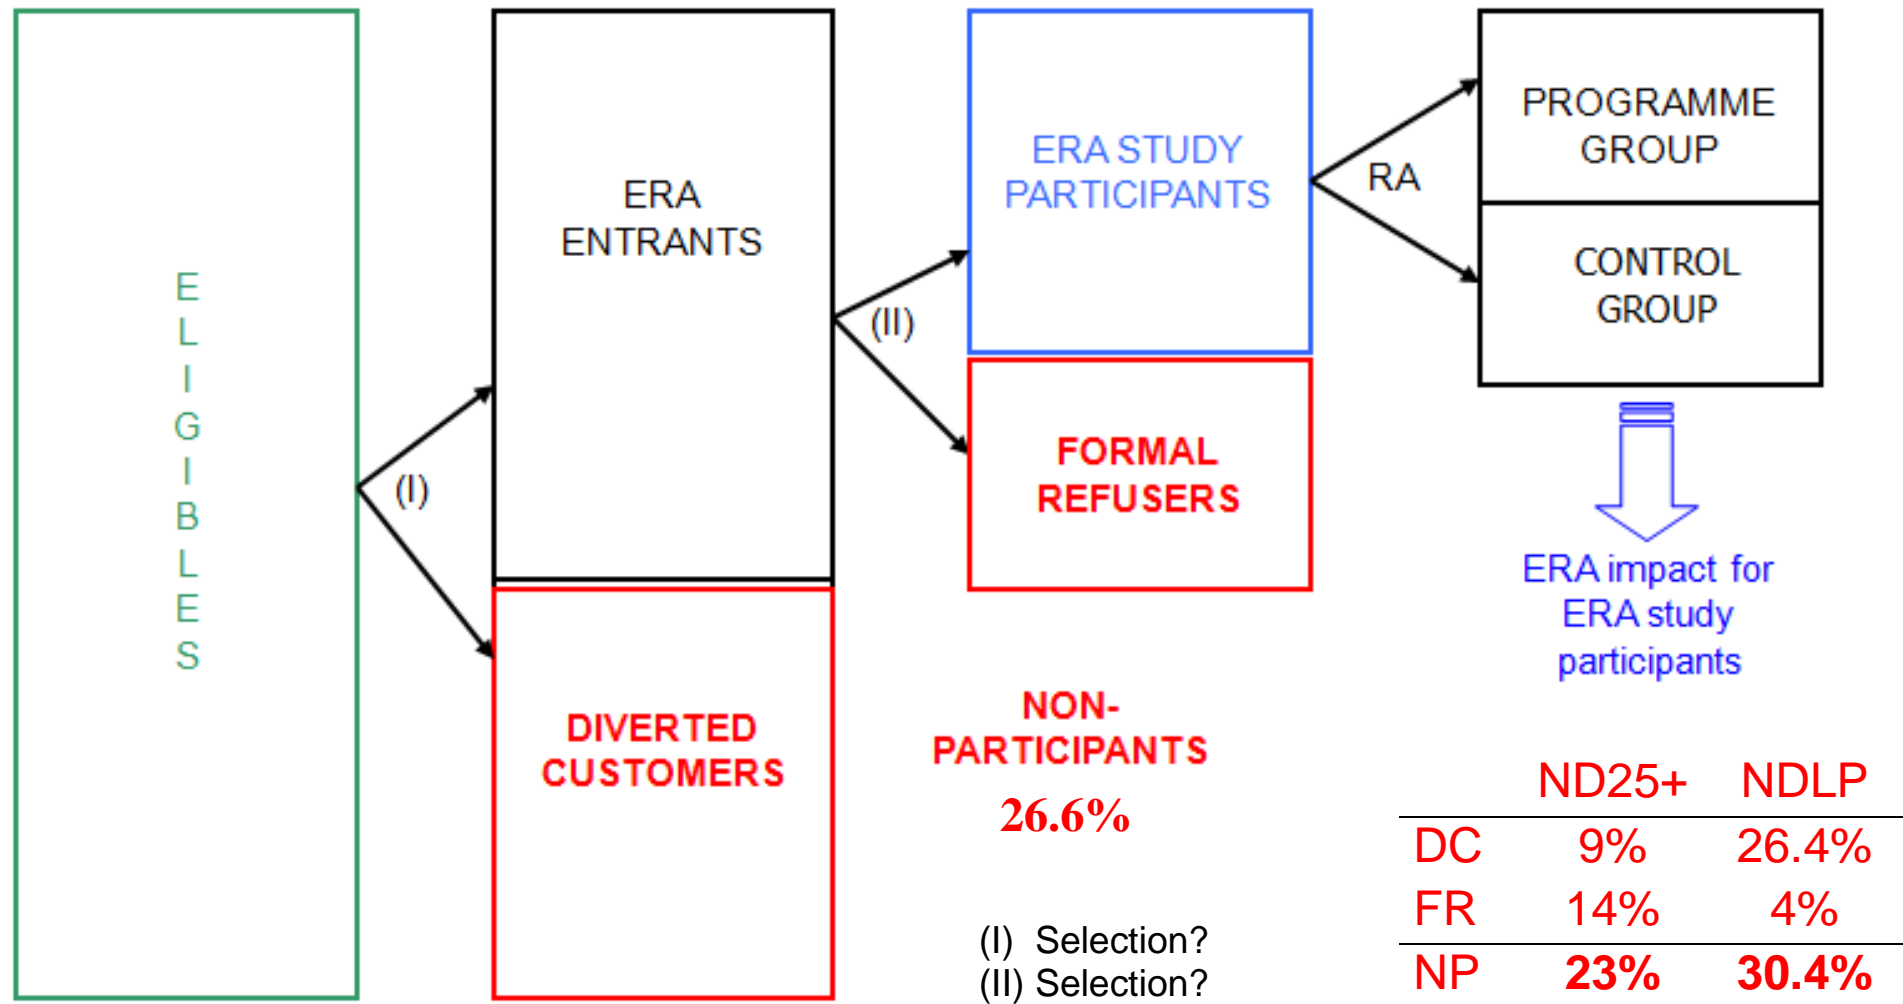 E
L
I
G
I
B
L
E
S
(I)
ERA
ENTRANTS
DIVERTED
CUSTOMERS
(II)
ERA STUDY
PARTICIPANTS
FORMAL
REFUSERS
NON-
PARTICIPANTS
26.6%
(I) Selection?
(II) Selection?
RA
PROGRAMME
GROUP
CONTROL
GROUP
ERA impact for
ERA study
participants
ND25+ NDLP
DC 9% 26.4%
FR 14% 4%
NP 23% 30.4%